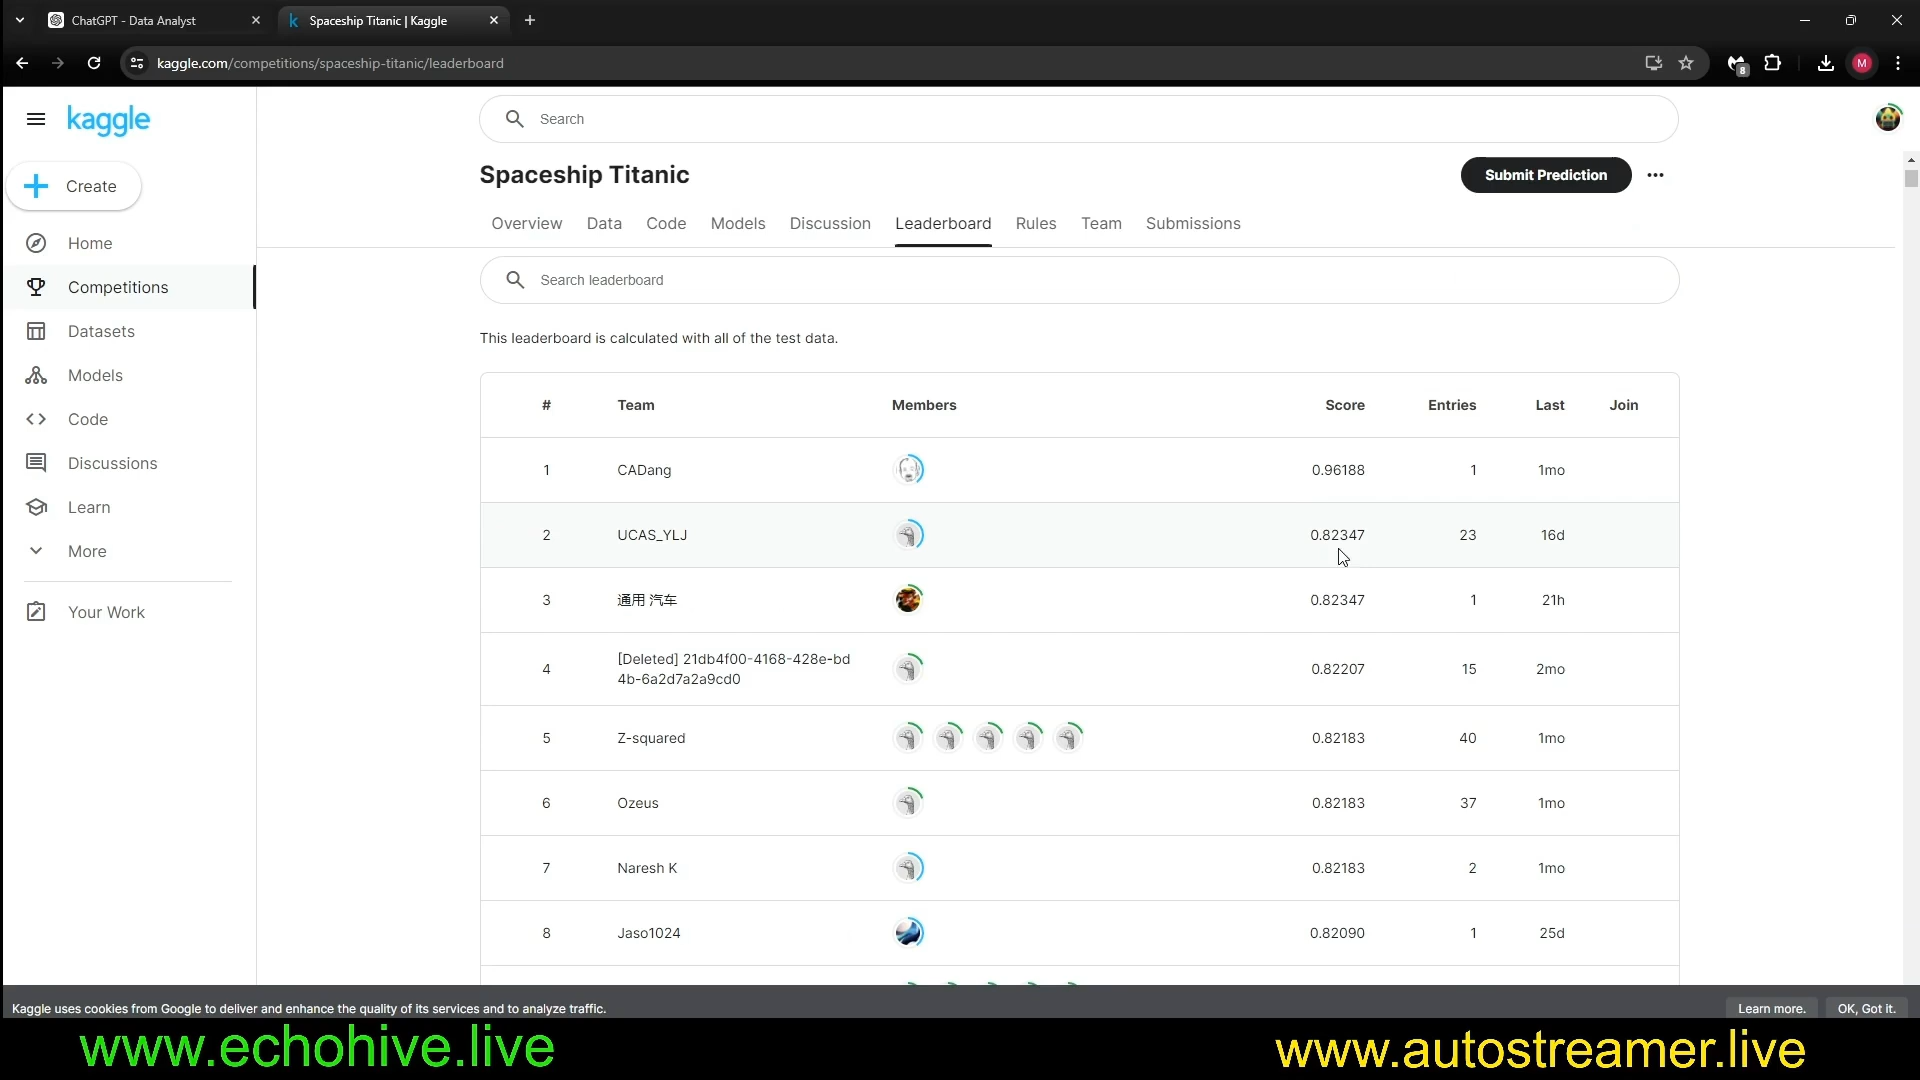 ChatGPT - Data Analyst
Spaceship Titanic | Kaggle
kaggle.com/competitions/spaceship-titanic/leaderboard
8
M
kaggle
Search
Create
Spaceship Titanic
Submit Prediction
Overview Data Code Models Discussion Leaderboard Rules Team Submissions
Home
Competitions
Datasets
Models
Code
Discussions
Learn
More
Your Work
Search leaderboard
This leaderboard is calculated with all of the test data.
# Team Members Score Entries Last Join
1 CADang 0.96188 1 1mo
2 UCAS_YLJ 0.82347 23 16d
3 通用 汽车 0.82347 1 21h
4 [Deleted] 21db4f00-4168-428e-bd
4b-6a2d7a2a9cd0 0.82207 15 2mo
5 Z-squared 0.82183 40 1mo
6 Ozeus 0.82183 37 1mo
7 Naresh K 0.82183 2 1mo
8 Jaso1024 0.82090 1 25d
Kaggle uses cookies from Google to deliver and enhance the quality of its services and to analyze traffic.
Learn more. OK, Got it.
www.echohive.live
www.autostreamer.live